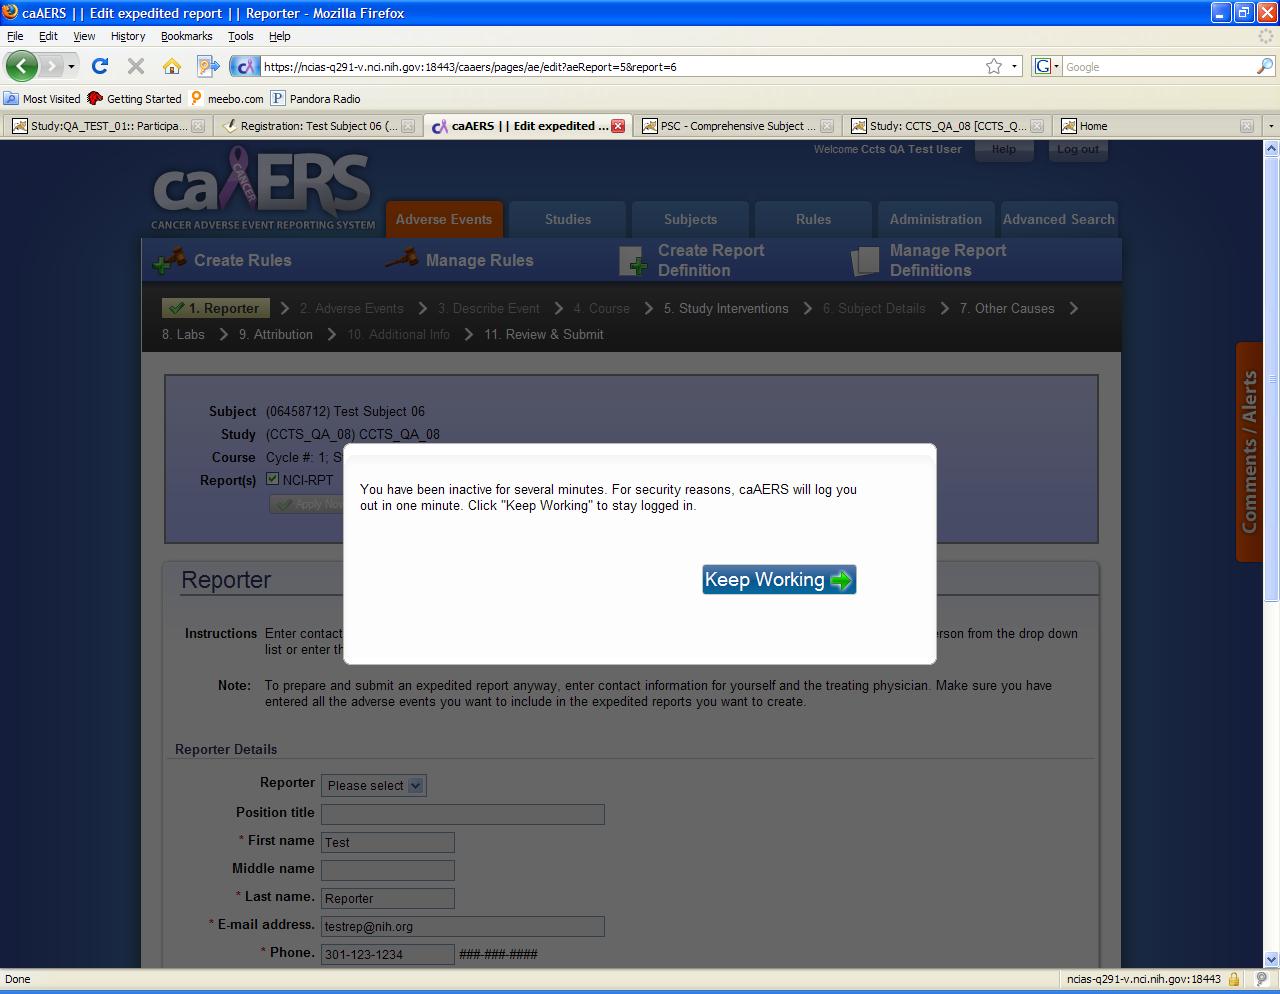 caAERS || Edit expedited report || Reporter - Mozilla Firefox
File Edit View History Bookmarks Tools Help
https://ncias-q291-v.nci.nih.gov:18443/caaers/pages/ae/edit?aeReport=5&report=6
Google
Most Visited Getting Started meebo.com Pandora Radio
Study:QA_TEST_01:: Participa... Registration: Test Subject 06 (... caAERS || Edit expedited ... PSC - Comprehensive Subject ... Study: CCTS_QA_08 [CCTS_Q... Home
Welcome Ccts QA Test User Help Log out
caAERS
CANCER
CANCER ADVERSE EVENT REPORTING SYSTEM
Adverse Events Studies Subjects Rules Administration Advanced Search
Create Rules Manage Rules Create Report Definition Manage Report Definitions
1. Reporter 2. Adverse Events 3. Describe Event 4. Course 5. Study Interventions 6. Subject Details 7. Other Causes
8. Labs 9. Attribution 10. Additional Info 11. Review & Submit
Comments / Alerts
Subject (06458712) Test Subject 06
Study (CCTS_QA_08) CCTS_QA_08
Course Cycle #: 1; S
Report(s) NCI-RPT
Apply
You have been inactive for several minutes. For security reasons, caAERS will log you
out in one minute. Click "Keep Working" to stay logged in.
Keep Working
Reporter
Instructions Enter contact erson from the drop down
list or enter th
Note: To prepare and submit an expedited report anyway, enter contact information for yourself and the treating physician. Make sure you have
entered all the adverse events you want to include in the expedited reports you want to create.
Reporter Details
Reporter Please select
Position title
* First name Test
Middle name
* Last name. Reporter
* E-mail address. testrep@nih.org
* Phone. 301-123-1234 ###-###-####
Done ncias-q291-v.nci.nih.gov:18443